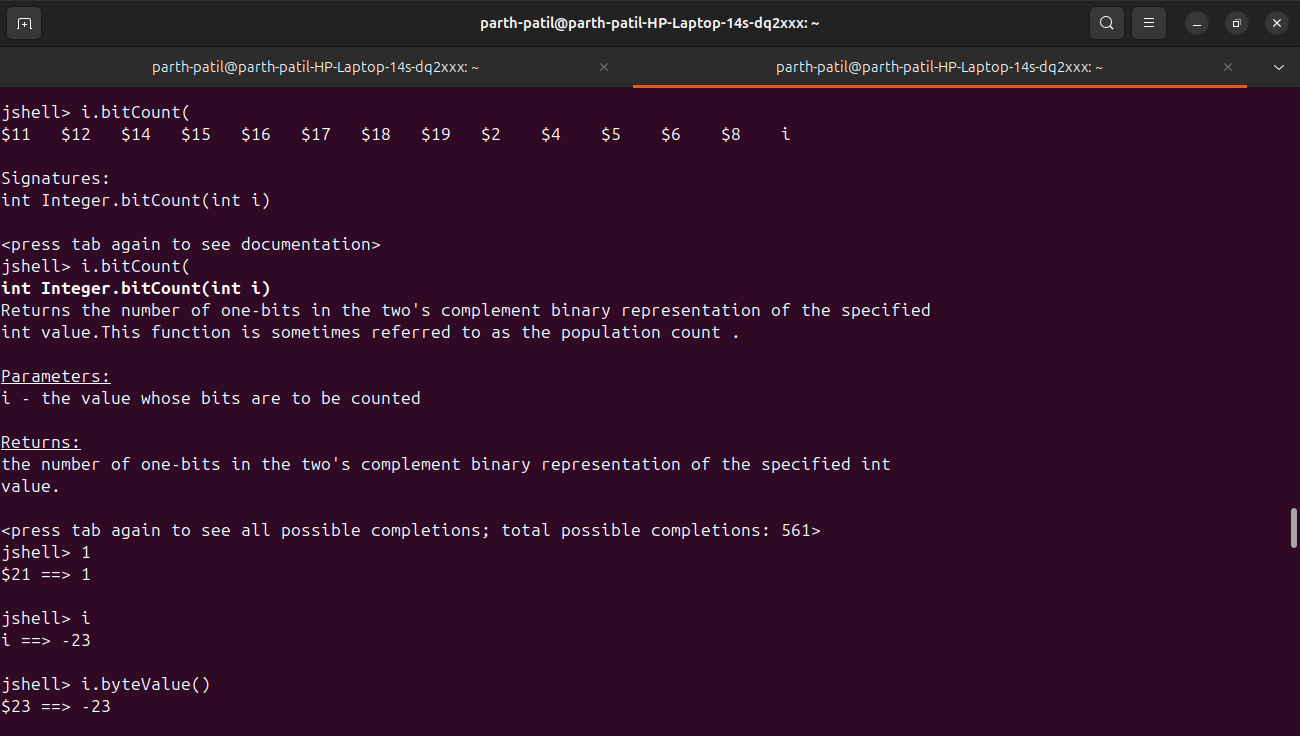 parth-patil@parth-patil-HP-Laptop-14s-dq2xxx: ~
parth-patil@parth-patil-HP-Laptop-14s-dq2xxx: ~
parth-patil@parth-patil-HP-Laptop-14s-dq2xxx: ~
jshell> i.bitCount(
$11 $12 $14 $15 $16 $17 $18 $19 $2 $4 $5 $6 $8 i
Signatures:
int Integer.bitCount(int i)
<press tab again to see documentation>
jshell> i.bitCount(
int Integer.bitCount(int i)
Returns the number of one-bits in the two's complement binary representation of the specified
int value.This function is sometimes referred to as the population count .
Parameters:
i - the value whose bits are to be counted
Returns:
the number of one-bits in the two's complement binary representation of the specified int
value.
<press tab again to see all possible completions; total possible completions: 561>
jshell> 1
$21 ==> 1
jshell> i
i ==> -23
jshell> i.byteValue()
$23 ==> -23